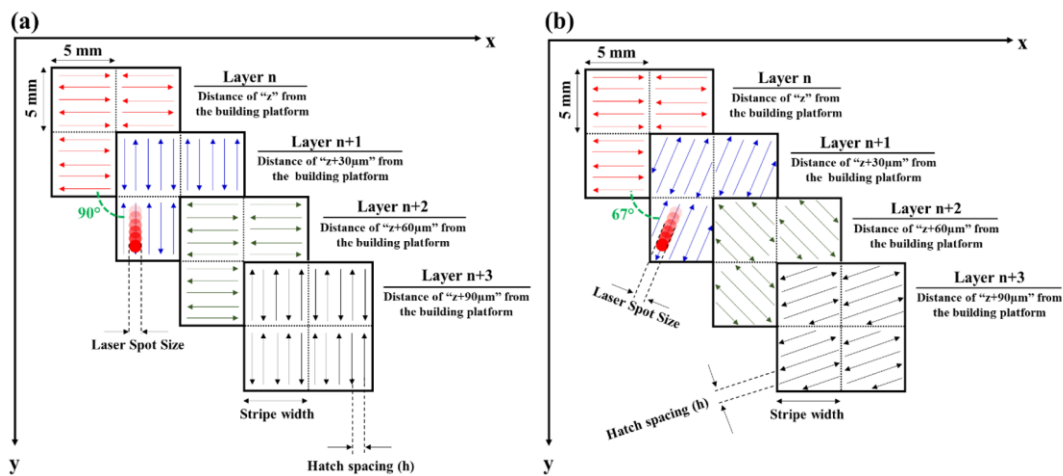 (a)
x
5 mm
5 mm
Layer n
Distance of “z” from
the building platform
Layer n+1
Distance of “z+30μm” from
the building platform
90°
Layer n+2
Distance of “z+60μm” from
the building platform
Layer n+3
Distance of “z+90μm” from
the building platform
Laser Spot Size
Stripe width
Hatch spacing (h)
y
(b)
x
5 mm
5 mm
Layer n
Distance of “z” from
the building platform
Layer n+1
Distance of “z+30μm” from
the building platform
67°
Layer n+2
Distance of “z+60μm” from
the building platform
Layer n+3
Distance of “z+90μm” from
the building platform
Laser Spot Size
Hatch spacing (h)
Stripe width
y